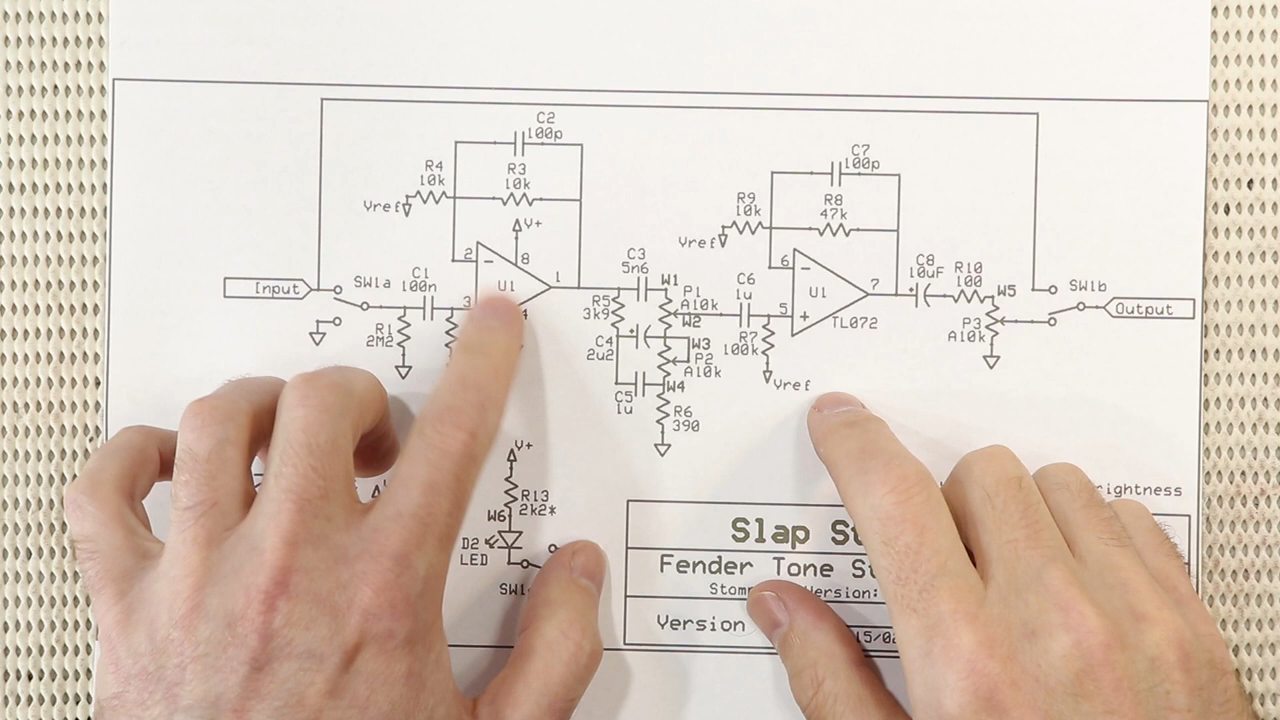 C2
100p
R4
10k
R3
10k
Vref
V+
2
8
U1
1
3
4
Input
SW1a
C1
100n
R1
2M2
C3
5n6
R5
3k9
W1
P1
A10k
W2
C4
2u2
W3
P2
A10k
C5
1u
W4
R6
390
C7
100p
R9
10k
R8
47k
Vref
6
U1
7
5
C6
1u
R7
100k
Vref
TL072
C8
10uF
R10
100
W5
P3
A10k
SW1b
Output
V+
R13
2k2*
W6
D2
LED
Slap
Fender Tone
Version